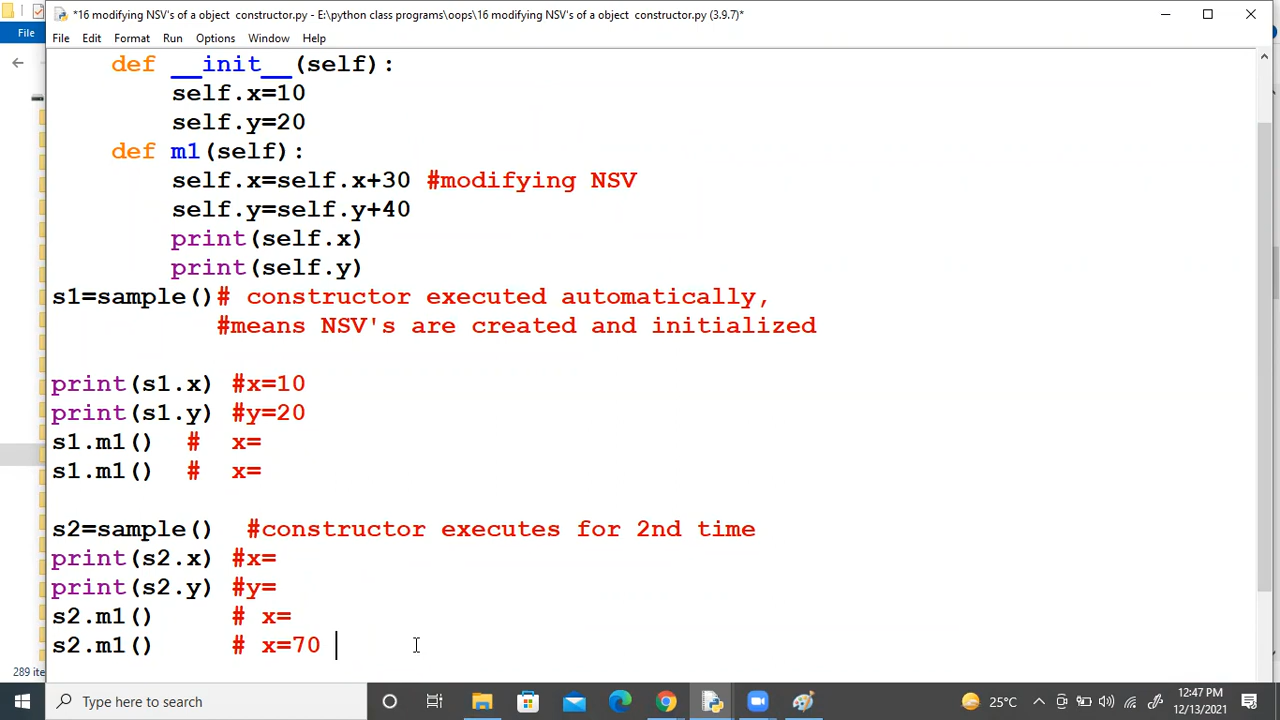 *16 modifying NSV's of a object  constructor.py - E:\python class programs\oops\16 modifying NSV's of a object  constructor.py (3.9.7)*
File
File Edit Format Run Options Window Help
def __init__(self):
self.x=10
self.y=20
def m1(self):
self.x=self.x+30 #modifying NSV
self.y=self.y+40
print(self.x)
print(self.y)
s1=sample()# constructor executed automatically,
#means NSV's are created and initialized
print(s1.x) #x=10
print(s1.y) #y=20
s1.m1()  #  x=
s1.m1()  #  x=
s2=sample()  #constructor executes for 2nd time
print(s2.x) #x=
print(s2.y) #y=
s2.m1()     # x=
s2.m1()     # x=70
289 ite
Type here to search
25°C
12:47 PM
12/13/2021